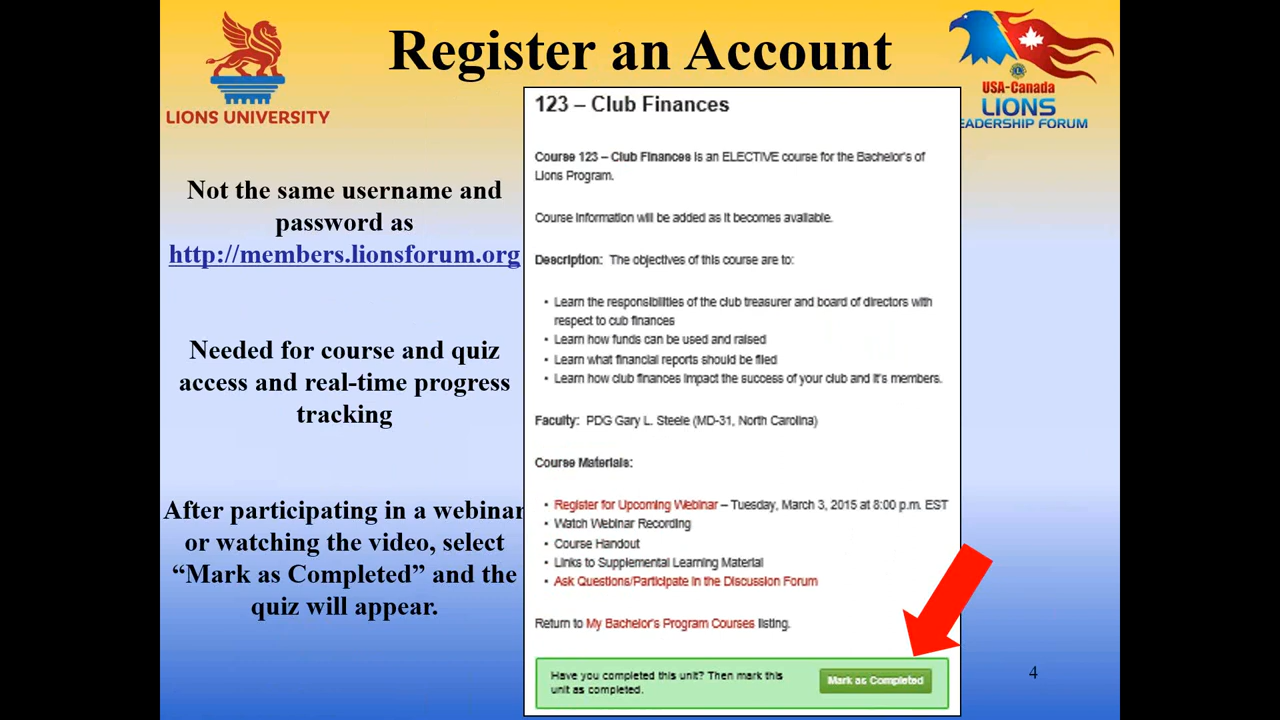 Register an Account
LIONS UNIVERSITY
USA-Canada
LIONS
EADERSHIP FORUM
Not the same username and
password as
http://members.lionsforum.org
Needed for course and quiz
access and real-time progress
tracking
After participating in a webinar
or watching the video, select
“Mark as Completed” and the
quiz will appear.
123 – Club Finances
Course 123 – Club Finances is an ELECTIVE course for the Bachelor's of
Lions Program.
Course information will be added as it becomes available.
Description: The objectives of this course are to:
• Learn the responsibilities of the club treasurer and board of directors with
respect to cub finances
• Learn how funds can be used and raised
• Learn what financial reports should be filed
• Learn how club finances impact the success of your club and it's members.
Faculty: PDG Gary L. Steele (MD-31, North Carolina)
Course Materials:
• Register for Upcoming Webinar – Tuesday, March 3, 2015 at 8:00 p.m. EST
• Watch Webinar Recording
• Course Handout
• Links to Supplemental Learning Material
• Ask Questions/Participate in the Discussion Forum
Return to My Bachelor's Program Courses listing.
Have you completed this unit? Then mark this
unit as completed.
Mark as Completed
4